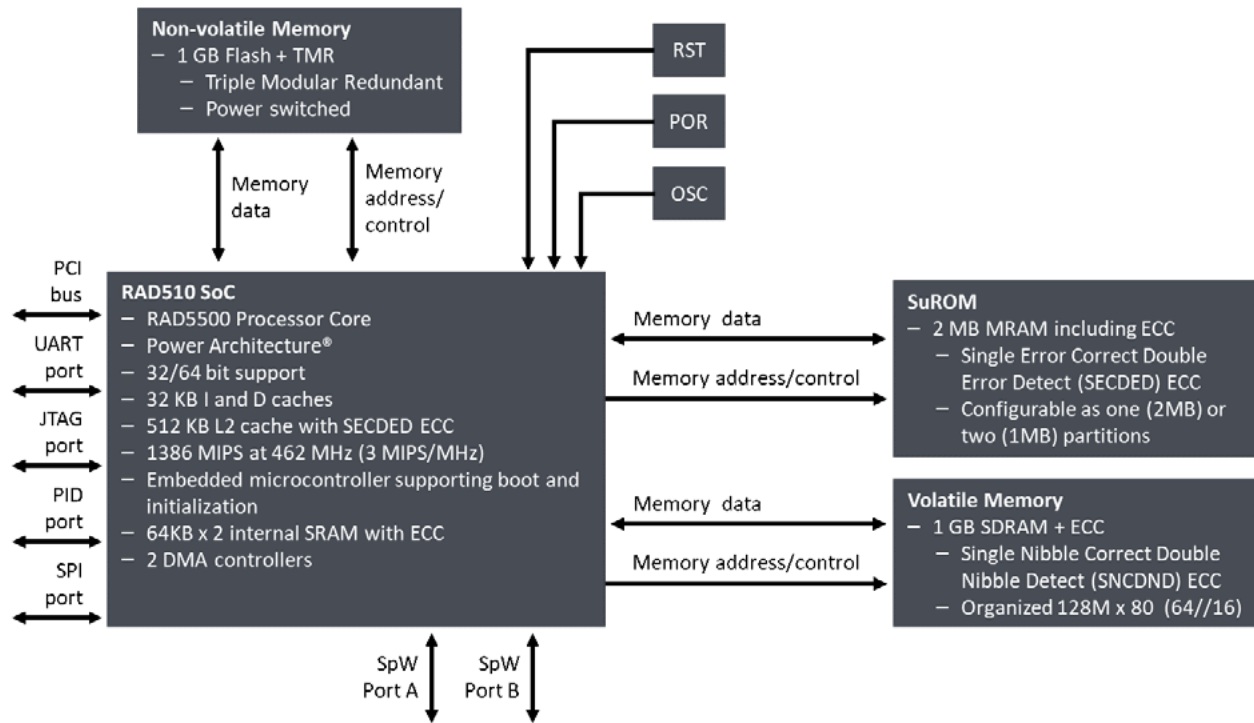 Non-volatile Memory
– 1 GB Flash + TMR
– Triple Modular Redundant
– Power switched
RST
POR
OSC
Memory
data
Memory
address/
control
PCI
bus
UART
port
JTAG
port
PID
port
SPI
port
RAD510 SoC
– RAD5500 Processor Core
– Power Architecture®
– 32/64 bit support
– 32 KB I and D caches
– 512 KB L2 cache with SECDED ECC
– 1386 MIPS at 462 MHz (3 MIPS/MHz)
– Embedded microcontroller supporting boot and
initialization
– 64KB x 2 internal SRAM with ECC
– 2 DMA controllers
Memory data
Memory address/control
SuROM
– 2 MB MRAM including ECC
– Single Error Correct Double
Error Detect (SECDED) ECC
– Configurable as one (2MB) or
two (1MB) partitions
Memory data
Memory address/control
Volatile Memory
– 1 GB SDRAM + ECC
– Single Nibble Correct Double
Nibble Detect (SNCDND) ECC
– Organized 128M x 80 (64//16)
SpW
Port A
SpW
Port B